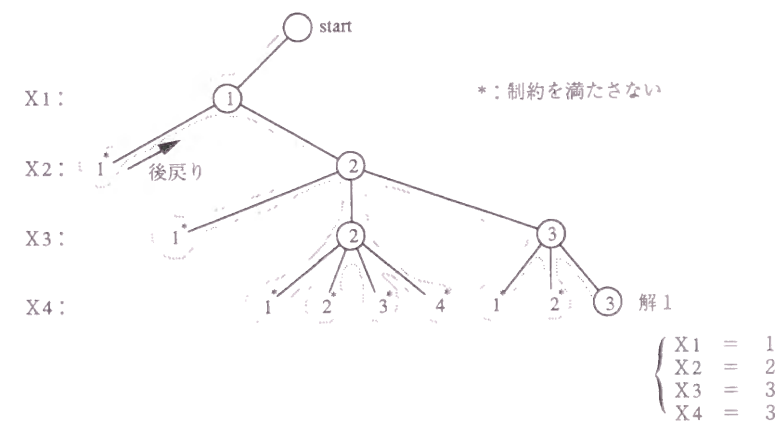 start
X1: 1
*:制約を満たさない
X2: 1* 2
後戻り
X3: 1* 2 3
X4: 1* 2* 3* 4* 1* 2* 3 解1
X1 = 1
X2 = 2
X3 = 3
X4 = 3